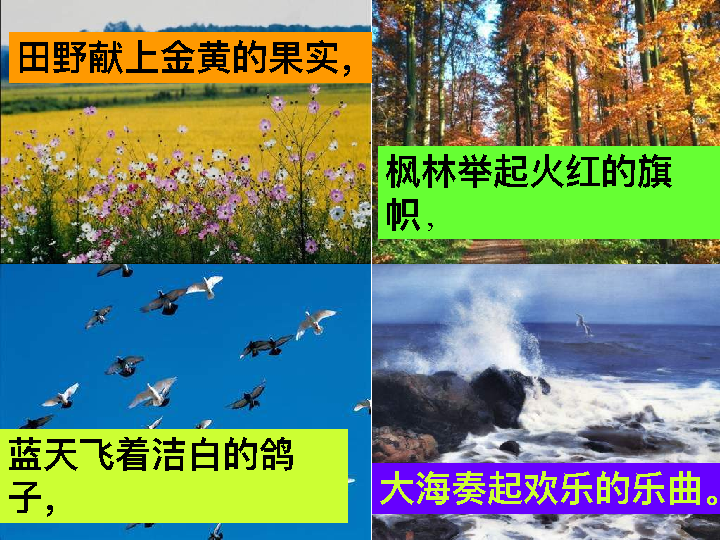 田野献上金黄的果实，
枫林举起火红的旗
帜，
蓝天飞着洁白的鸽
子，
大海奏起欢乐的乐曲。